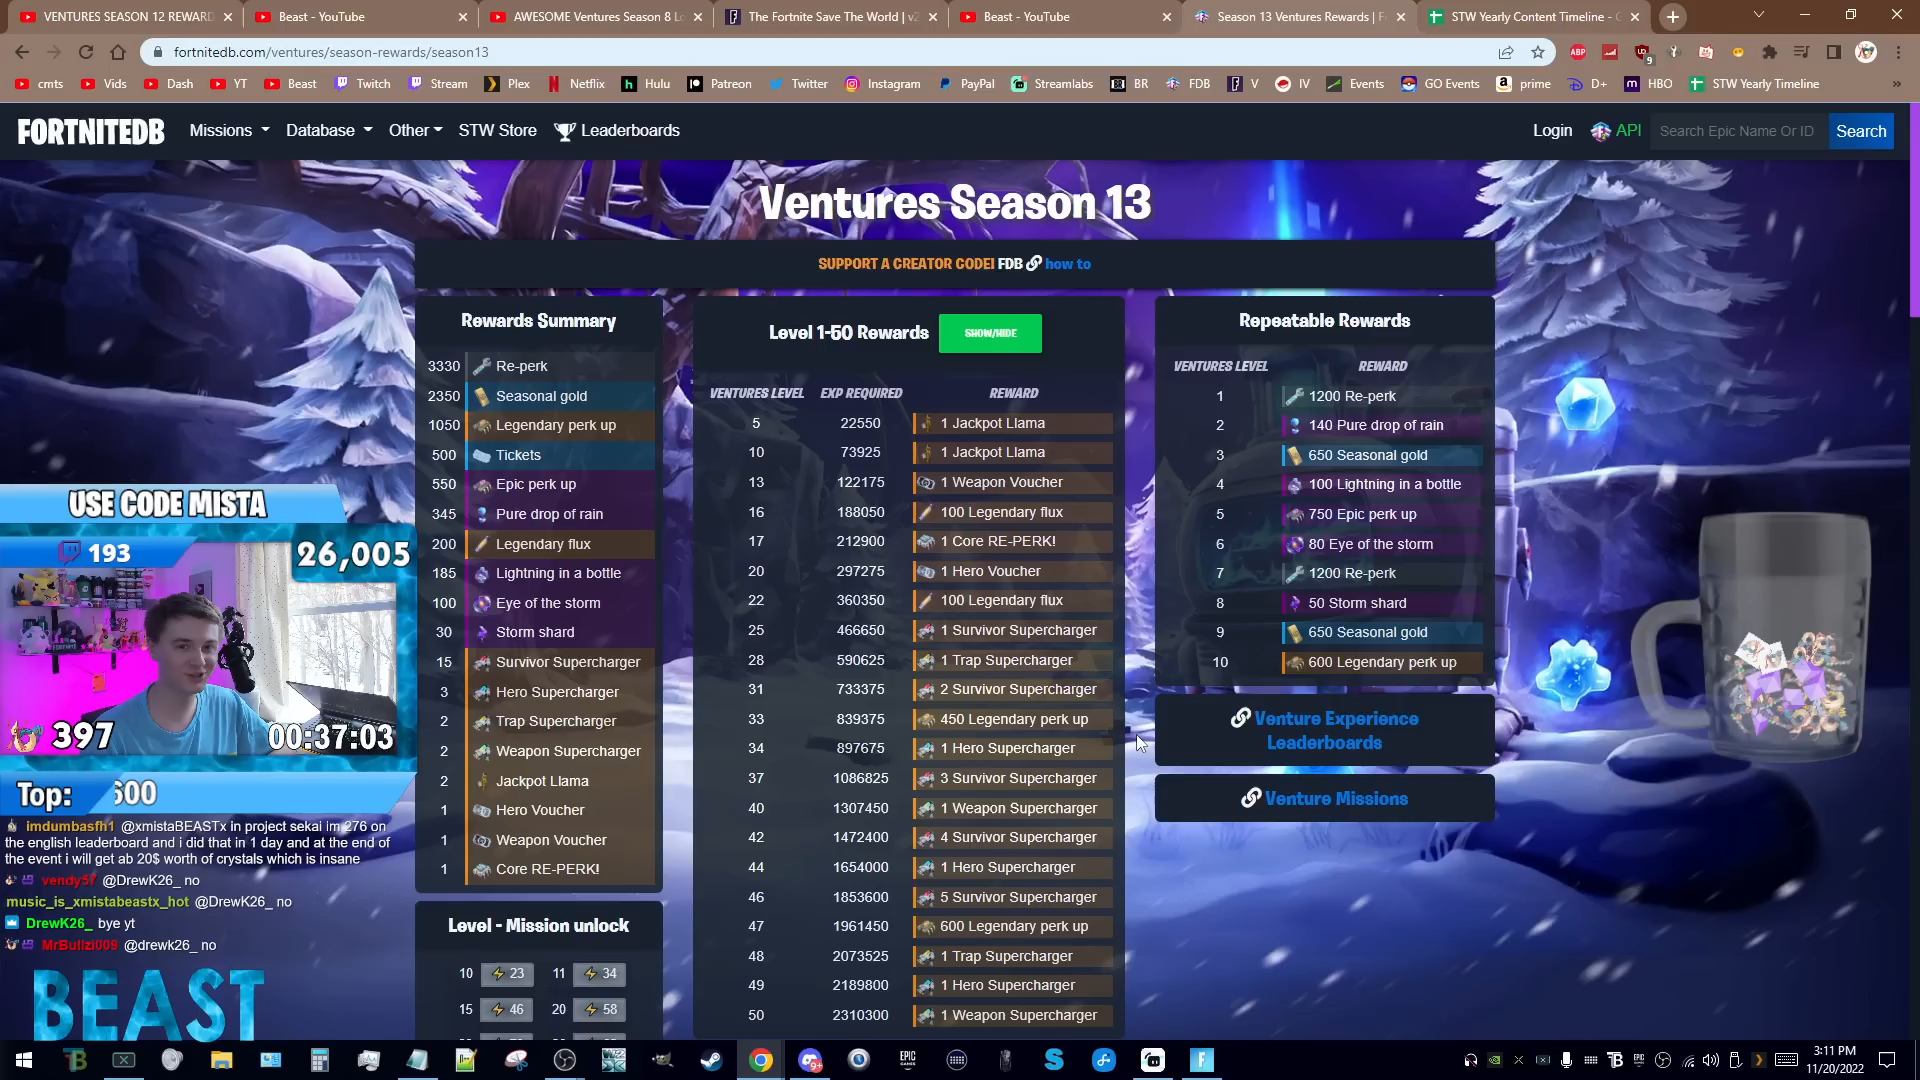 VENTURES SEASON 12 REWARD
Beast - YouTube
AWESOME Ventures Season 8 Lo
The Fortnite Save The World | v2
Beast - YouTube
Season 13 Ventures Rewards | F
STW Yearly Content Timeline - G
fortnitedb.com/ventures/season-rewards/season13
cmts
Vids
Dash
YT
Beast
Twitch
Stream
Plex
Netflix
Hulu
Patreon
Twitter
Instagram
PayPal
Streamlabs
BR
FDB
V
IV
Events
GO Events
prime
D+
HBO
STW Yearly Timeline
FORTNITEDB
Missions
Database
Other
STW Store
Leaderboards
Login
API
Search Epic Name Or ID
Search
Ventures Season 13
SUPPORT A CREATOR CODE! FDB how to
Rewards Summary
3330 Re-perk
2350 Seasonal gold
1050 Legendary perk up
500 Tickets
550 Epic perk up
345 Pure drop of rain
200 Legendary flux
185 Lightning in a bottle
100 Eye of the storm
30 Storm shard
15 Survivor Supercharger
3 Hero Supercharger
2 Trap Supercharger
2 Weapon Supercharger
2 Jackpot Llama
1 Hero Voucher
1 Weapon Voucher
1 Core RE-PERK!
Level - Mission unlock
10 23 11 34
15 46 20 58
Level 1-50 Rewards SHOW/HIDE
VENTURES LEVEL EXP REQUIRED REWARD
5 22550 1 Jackpot Llama
10 73925 1 Jackpot Llama
13 122175 1 Weapon Voucher
16 188050 100 Legendary flux
17 212900 1 Core RE-PERK!
20 297275 1 Hero Voucher
22 360350 100 Legendary flux
25 466650 1 Survivor Supercharger
28 590625 1 Trap Supercharger
31 733375 2 Survivor Supercharger
33 839375 450 Legendary perk up
34 897675 1 Hero Supercharger
37 1086825 3 Survivor Supercharger
40 1307450 1 Weapon Supercharger
42 1472400 4 Survivor Supercharger
44 1654000 1 Hero Supercharger
46 1853600 5 Survivor Supercharger
47 1961450 600 Legendary perk up
48 2073525 1 Trap Supercharger
49 2189800 1 Hero Supercharger
50 2310300 1 Weapon Supercharger
Repeatable Rewards
VENTURES LEVEL REWARD
1 1200 Re-perk
2 140 Pure drop of rain
3 650 Seasonal gold
4 100 Lightning in a bottle
5 750 Epic perk up
6 80 Eye of the storm
7 1200 Re-perk
8 50 Storm shard
9 650 Seasonal gold
10 600 Legendary perk up
Venture Experience
Leaderboards
Venture Missions
USE CODE MISTA
193
26,005
397
00:37:03
Top: 600
imdumbasfh1 @xmistaBEASTx in project sekai Im 276 on
the english leaderboard and i did that in 1 day and at the end of
the event i will get ab 20$ worth of crystals which is insane
vendy57 @DrewK26_ no
music_is_xmistabeastx_hot @DrewK26_ no
DrewK26_ bye yt
MrBullzi009 @drewk26_ no
BEAST
EPIC
3:11 PM
11/20/2022